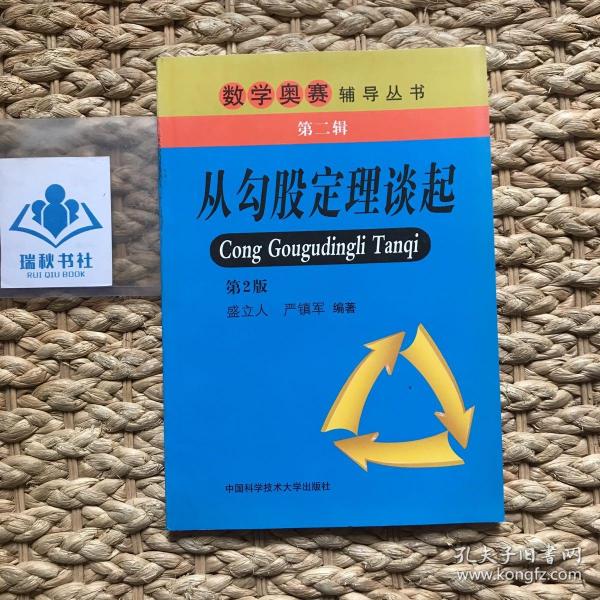 数学奥赛辅导丛书
第二辑
从勾股定理谈起
Cong Gougudingli Tanqi
第2版
盛立人 严镇军 编著
中国科学技术大学出版社
瑞秋书社
RUI QIU BOOK
孔夫子旧书网
www.kongfz.com